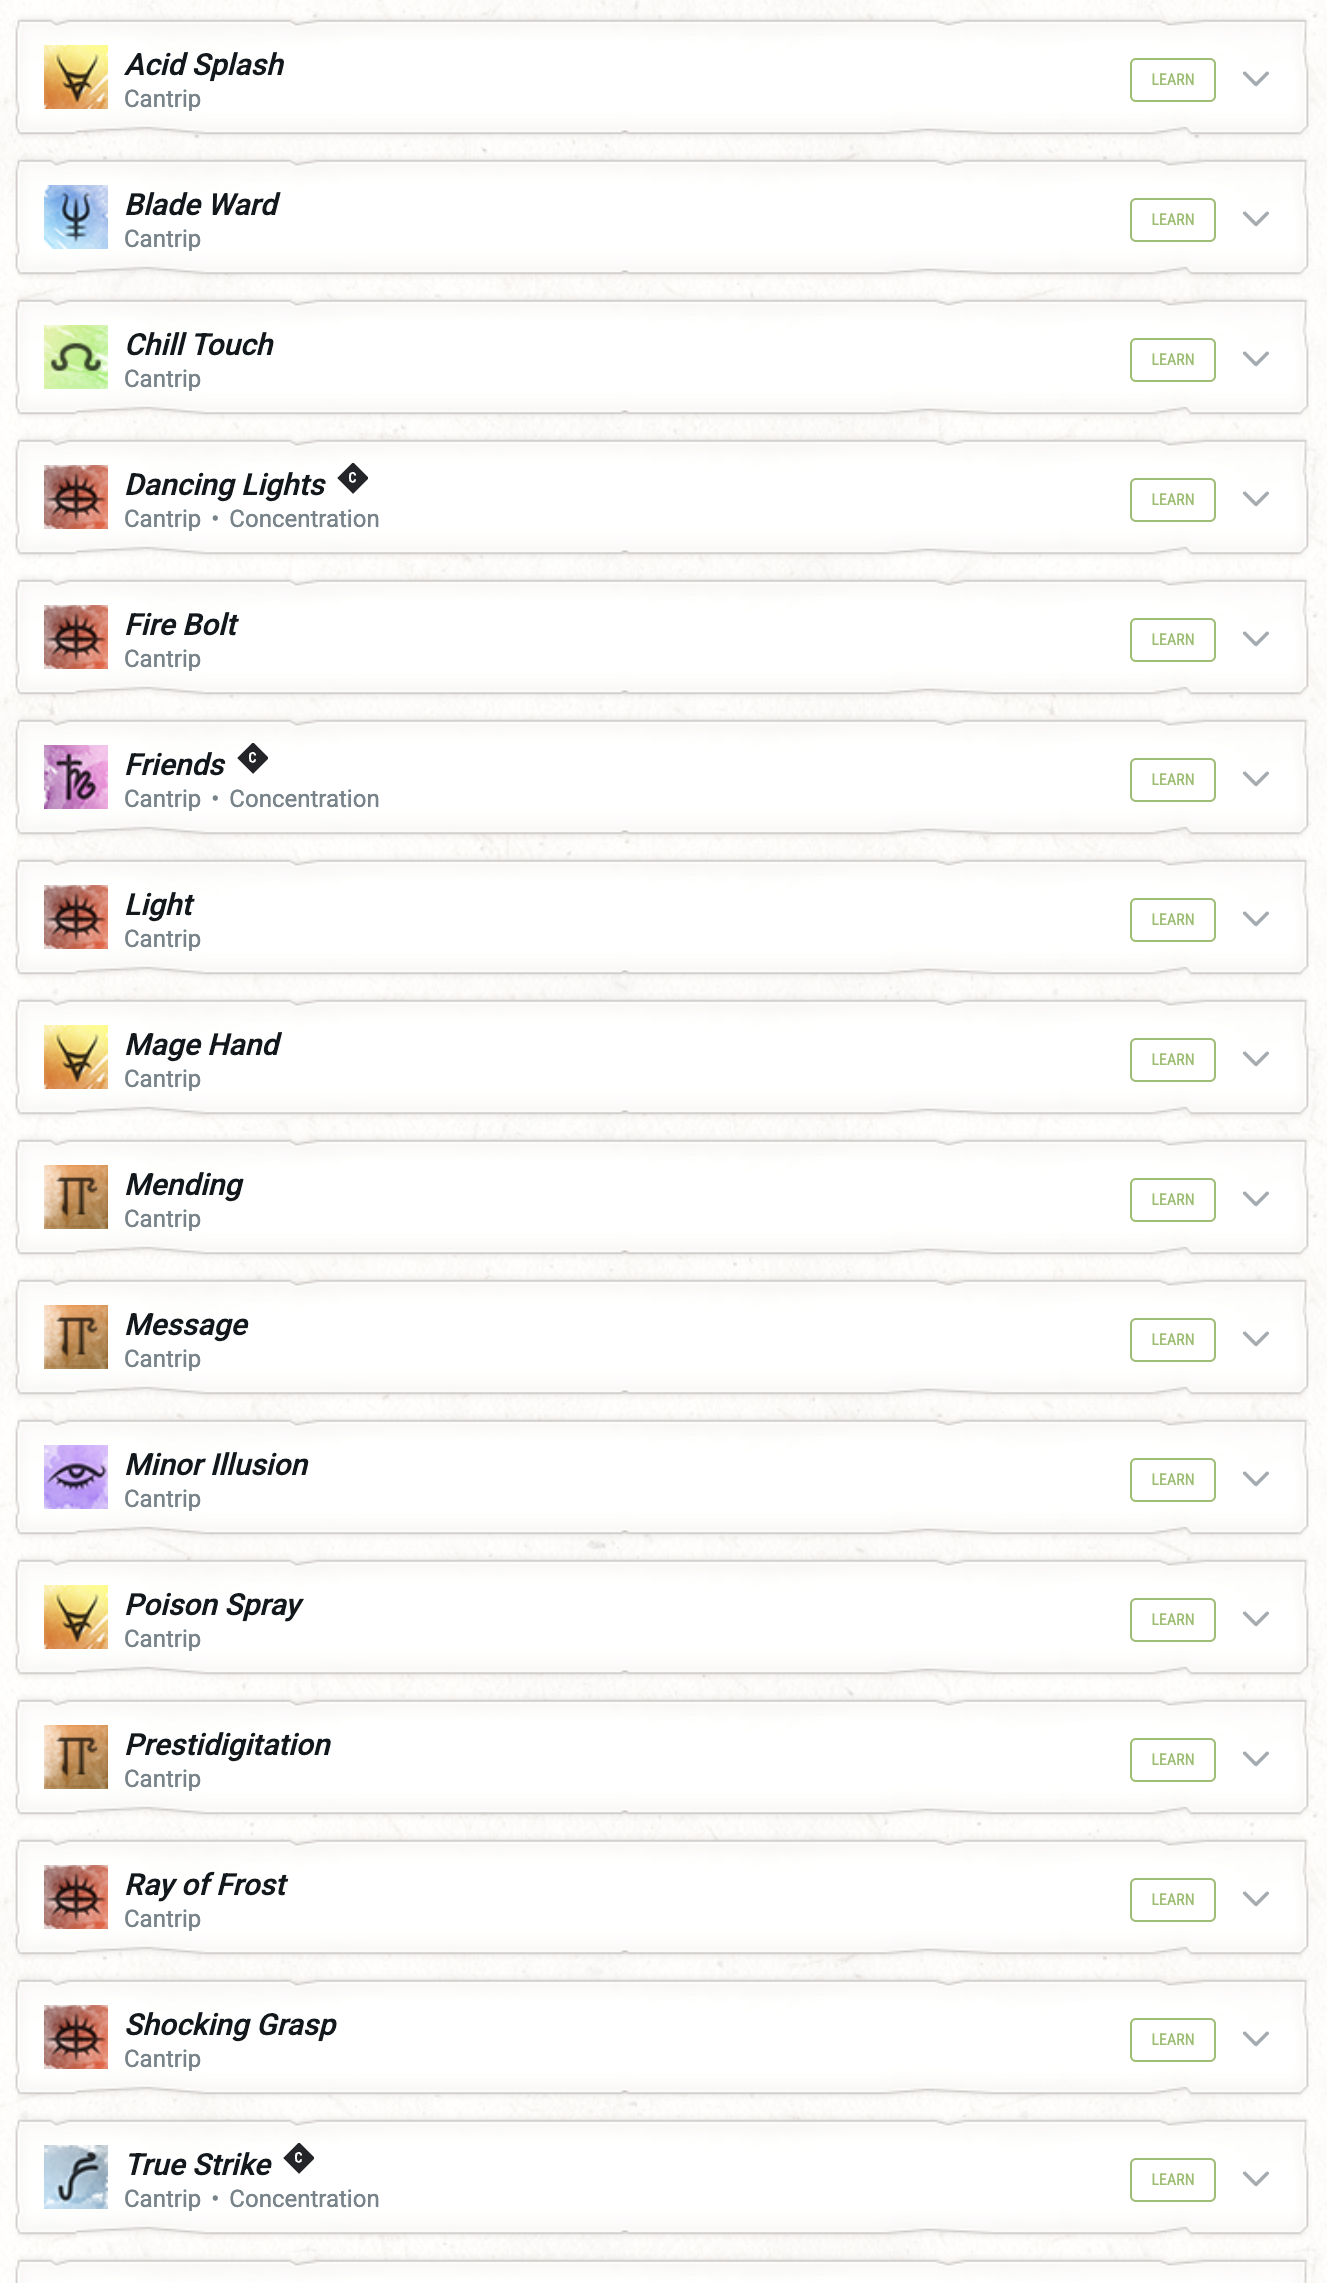 Acid Splash
Cantrip
LEARN
Blade Ward
Cantrip
LEARN
Chill Touch
Cantrip
LEARN
Dancing Lights C
Cantrip • Concentration
LEARN
Fire Bolt
Cantrip
LEARN
Friends C
Cantrip • Concentration
LEARN
Light
Cantrip
LEARN
Mage Hand
Cantrip
LEARN
Mending
Cantrip
LEARN
Message
Cantrip
LEARN
Minor Illusion
Cantrip
LEARN
Poison Spray
Cantrip
LEARN
Prestidigitation
Cantrip
LEARN
Ray of Frost
Cantrip
LEARN
Shocking Grasp
Cantrip
LEARN
True Strike C
Cantrip • Concentration
LEARN